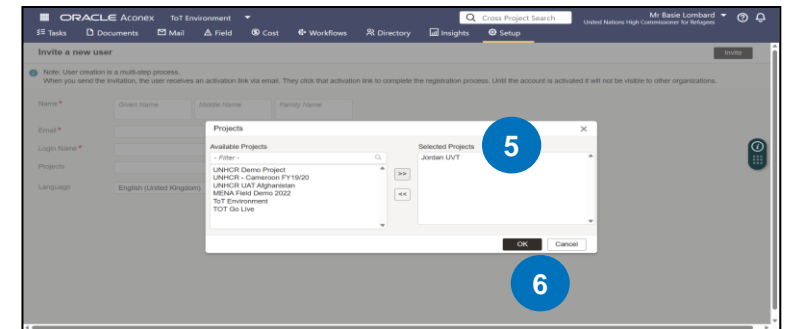 ORACLE Aconex ToT Environment Cross Project Search Mr Basie Lombard
United Nations High Commissioner for Refugees
Tasks Documents Mail Field Cost Workflows Directory Insights Setup
Invite a new user Invite
Note: User creation is a multi-step process.
When you send the invitation, the user receives an activation link via email. They click that activation link to complete the registration process. Until the account is activated it will not be visible to other organizations.
Name * Given Name Middle Name Family Name
Email *
Login Name *
Projects
Language English (United Kingdom)
Projects
Available Projects Selected Projects
- Filter - Jordan UVT
UNHCR Demo Project
UNHCR - Cameroon FY19/20
UNHCR UAT Afghanistan
MENA Field Demo 2022
ToT Environment
TOT Go Live
>>
<<
OK Cancel
5
6